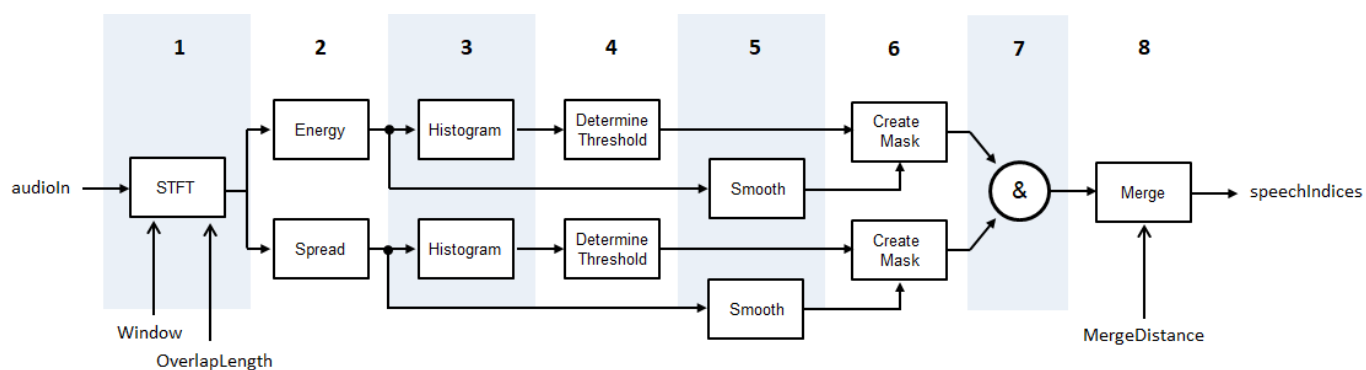 1
2
3
4
5
6
7
8
Energy
Histogram
Determine
Threshold
Create
Mask
audioIn
STFT
Smooth
&
Merge
speechIndices
Spread
Histogram
Determine
Threshold
Create
Mask
Smooth
Window
OverlapLength
MergeDistance